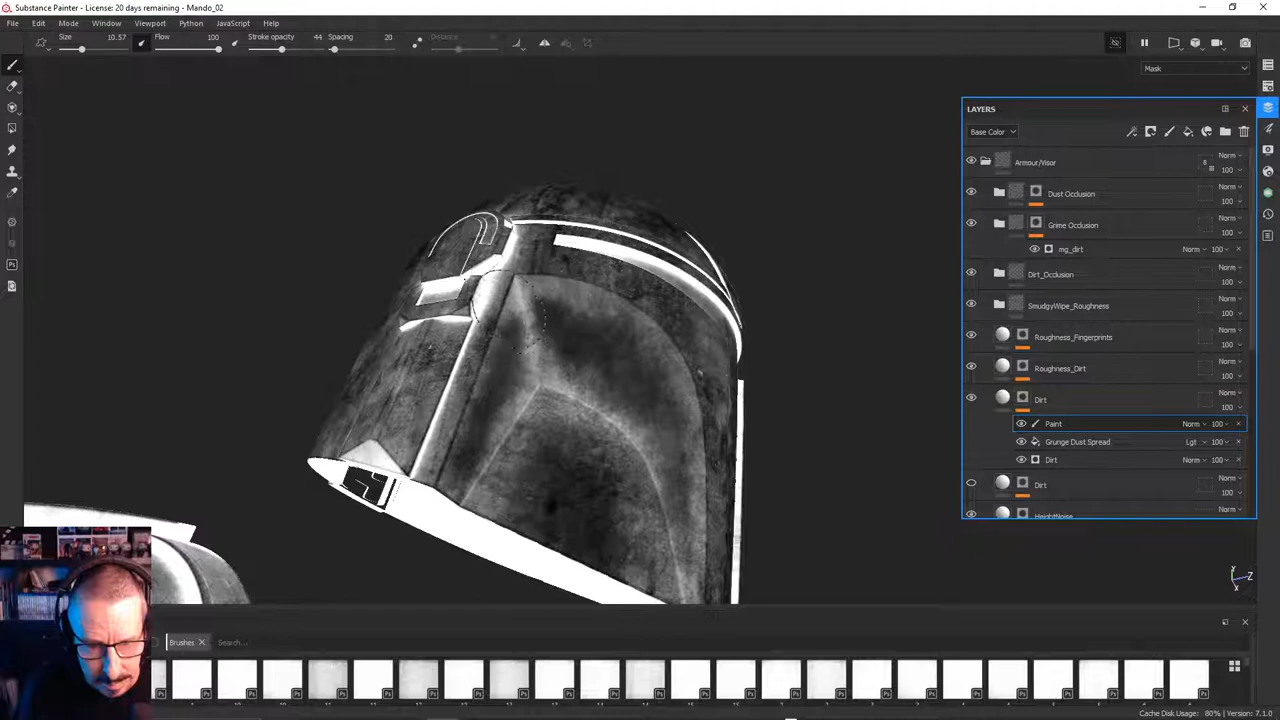 Substance Painter - License: 20 days remaining - Mando_02
File Edit Mode Window Viewport Python JavaScript Help
Size 10.57 Flow 100 Stroke opacity 44 Spacing 20 Distance
Mask
LAYERS
Base Color
Armour/Visor Norm 100
Dust Occlusion Norm 100
Grime Occlusion Norm 100
mg_dirt Norm 100
Dirt_Occlusion Norm 100
SmudgyWipe_Roughness Norm 100
Roughness_Fingerprints Norm 100
Roughness_Dirt Norm 100
Dirt Norm 100
Paint Norm 100
Grunge Dust Spread Lgt 100
Dirt Norm 100
Dirt Norm 100
HeightNoise Norm
Y Z X
Brushes Search...
Cache Disk Usage: 80% | Version: 7.1.0